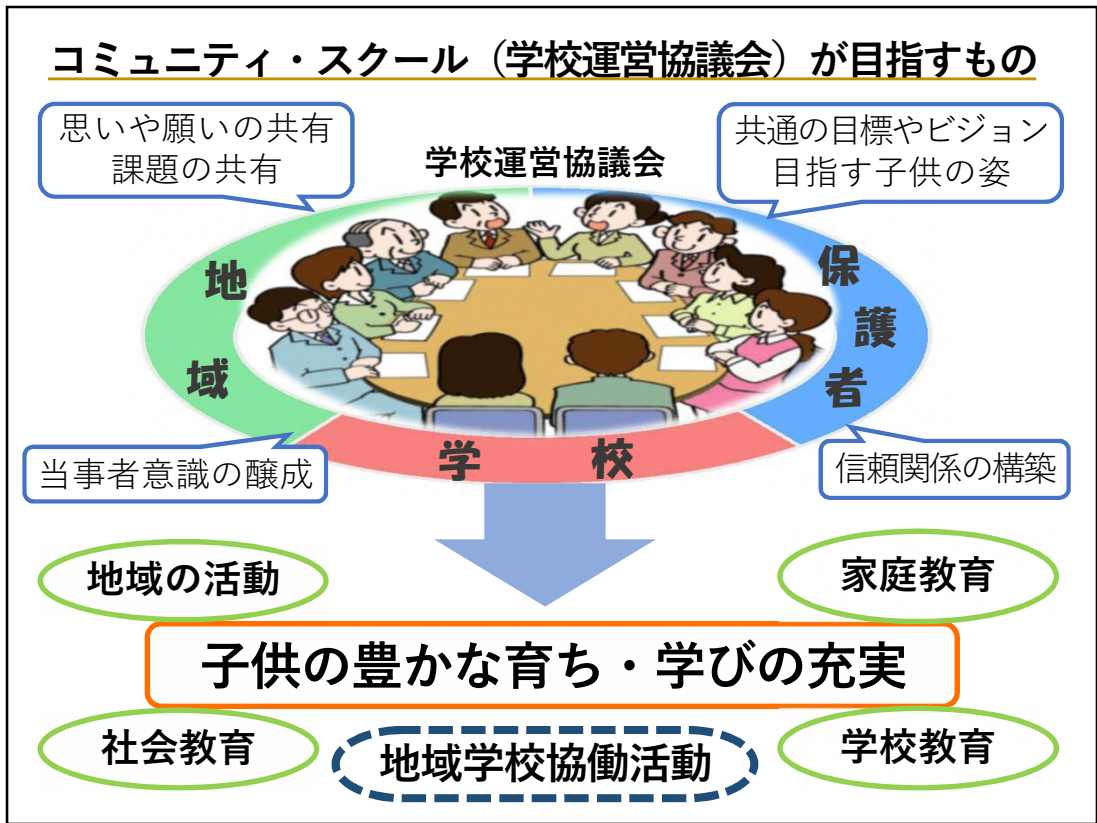 コミュニティ・スクール（学校運営協議会）が目指すもの
思いや願いの共有
課題の共有
学校運営協議会
共通の目標やビジョン
目指す子供の姿
地域
保護者
学校
当事者意識の醸成
信頼関係の構築
地域の活動
家庭教育
子供の豊かな育ち・学びの充実
社会教育
地域学校協働活動
学校教育